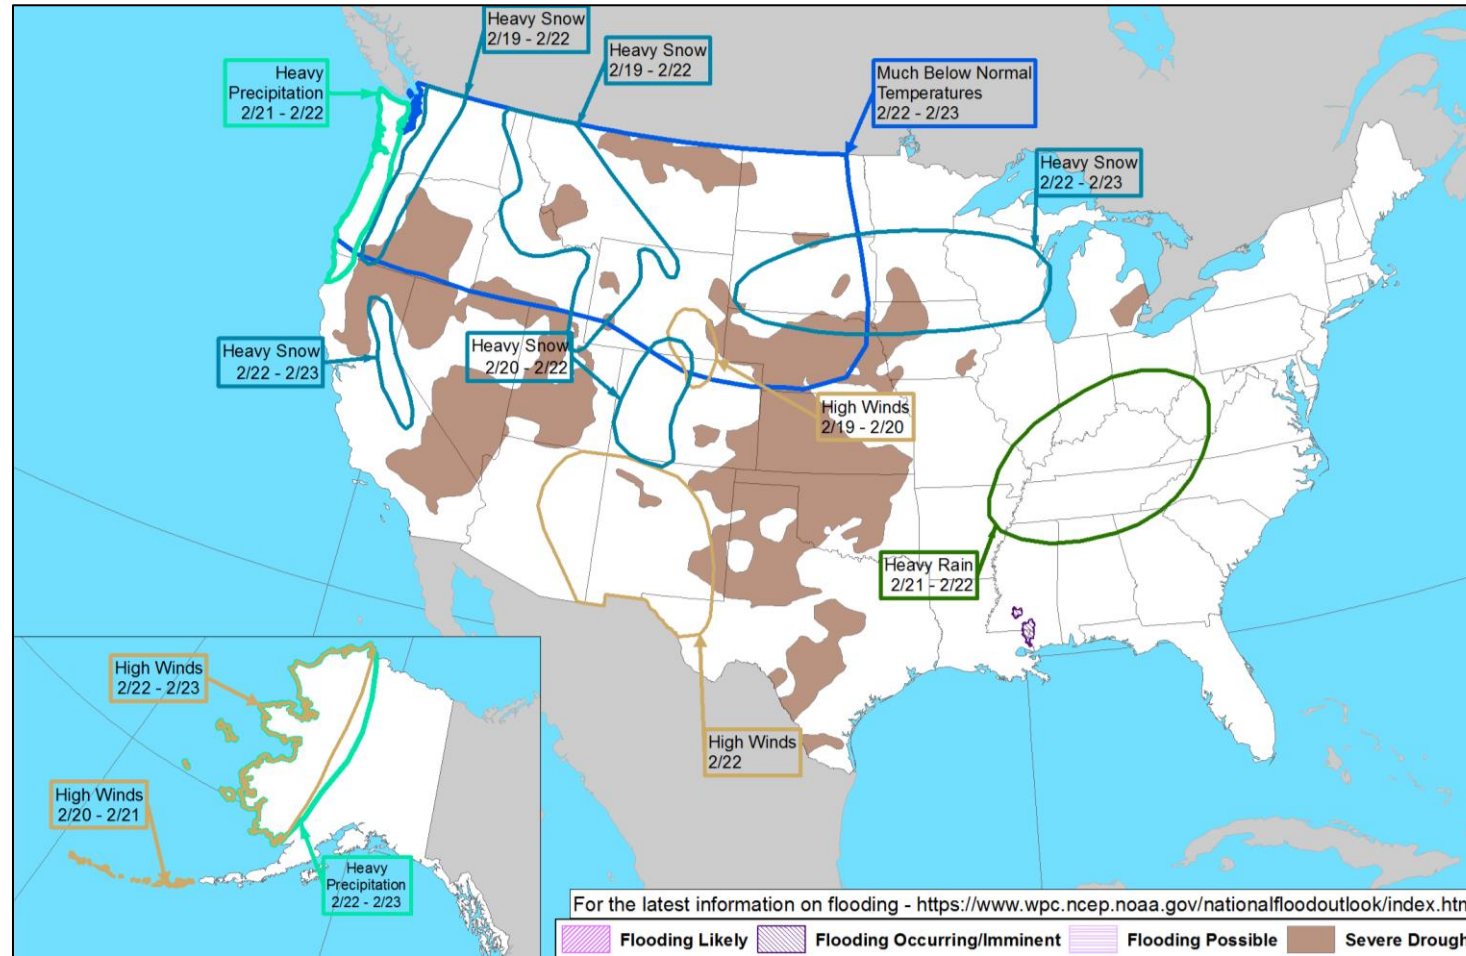 Heavy Snow
2/19 - 2/22
Heavy Snow
2/19 - 2/22
Heavy
Precipitation
2/21 - 2/22
Much Below Normal
Temperatures
2/22 - 2/23
Heavy Snow
2/22 - 2/23
Heavy Snow
2/22 - 2/23
Heavy Snow
2/20 - 2/22
High Winds
2/19 - 2/20
Heavy Rain
2/21 - 2/22
High Winds
2/22
High Winds
2/22 - 2/23
High Winds
2/20 - 2/21
Heavy
Precipitation
2/22 - 2/23
For the latest information on flooding - https://www.wpc.ncep.noaa.gov/nationalfloodoutlook/index.htm
Flooding Likely Flooding Occurring/Imminent Flooding Possible Severe Drough